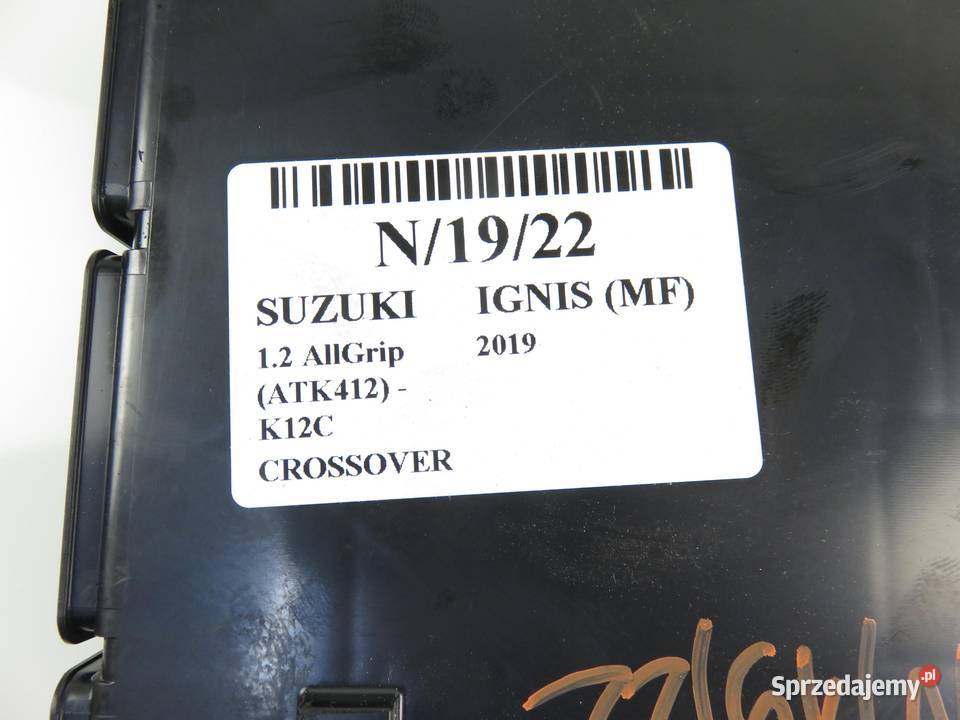 N/19/22
SUZUKI IGNIS (MF)
1.2 AllGrip 2019
(ATK412) -
K12C
CROSSOVER
Sprzedajemy.pl